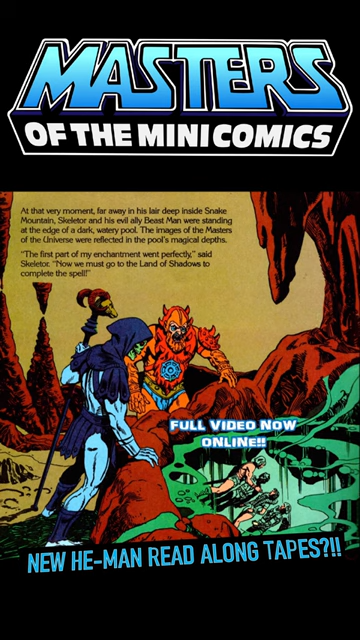 MASTERS
OF THE MINI COMICS
At that very moment, far away in his lair deep inside Snake
Mountain, Skeletor and his evil ally Beast Man were standing
at the edge of a dark, watery pool. The images of the Masters
of the Universe were reflected in the pool's magical depths.
"The first part of my enchantment went perfectly," said
Skeletor. "Now we must go to the Land of Shadows to
complete the spell!"
FULL VIDEO NOW
ONLINE!!
NEW HE-MAN READ ALONG TAPES?!!